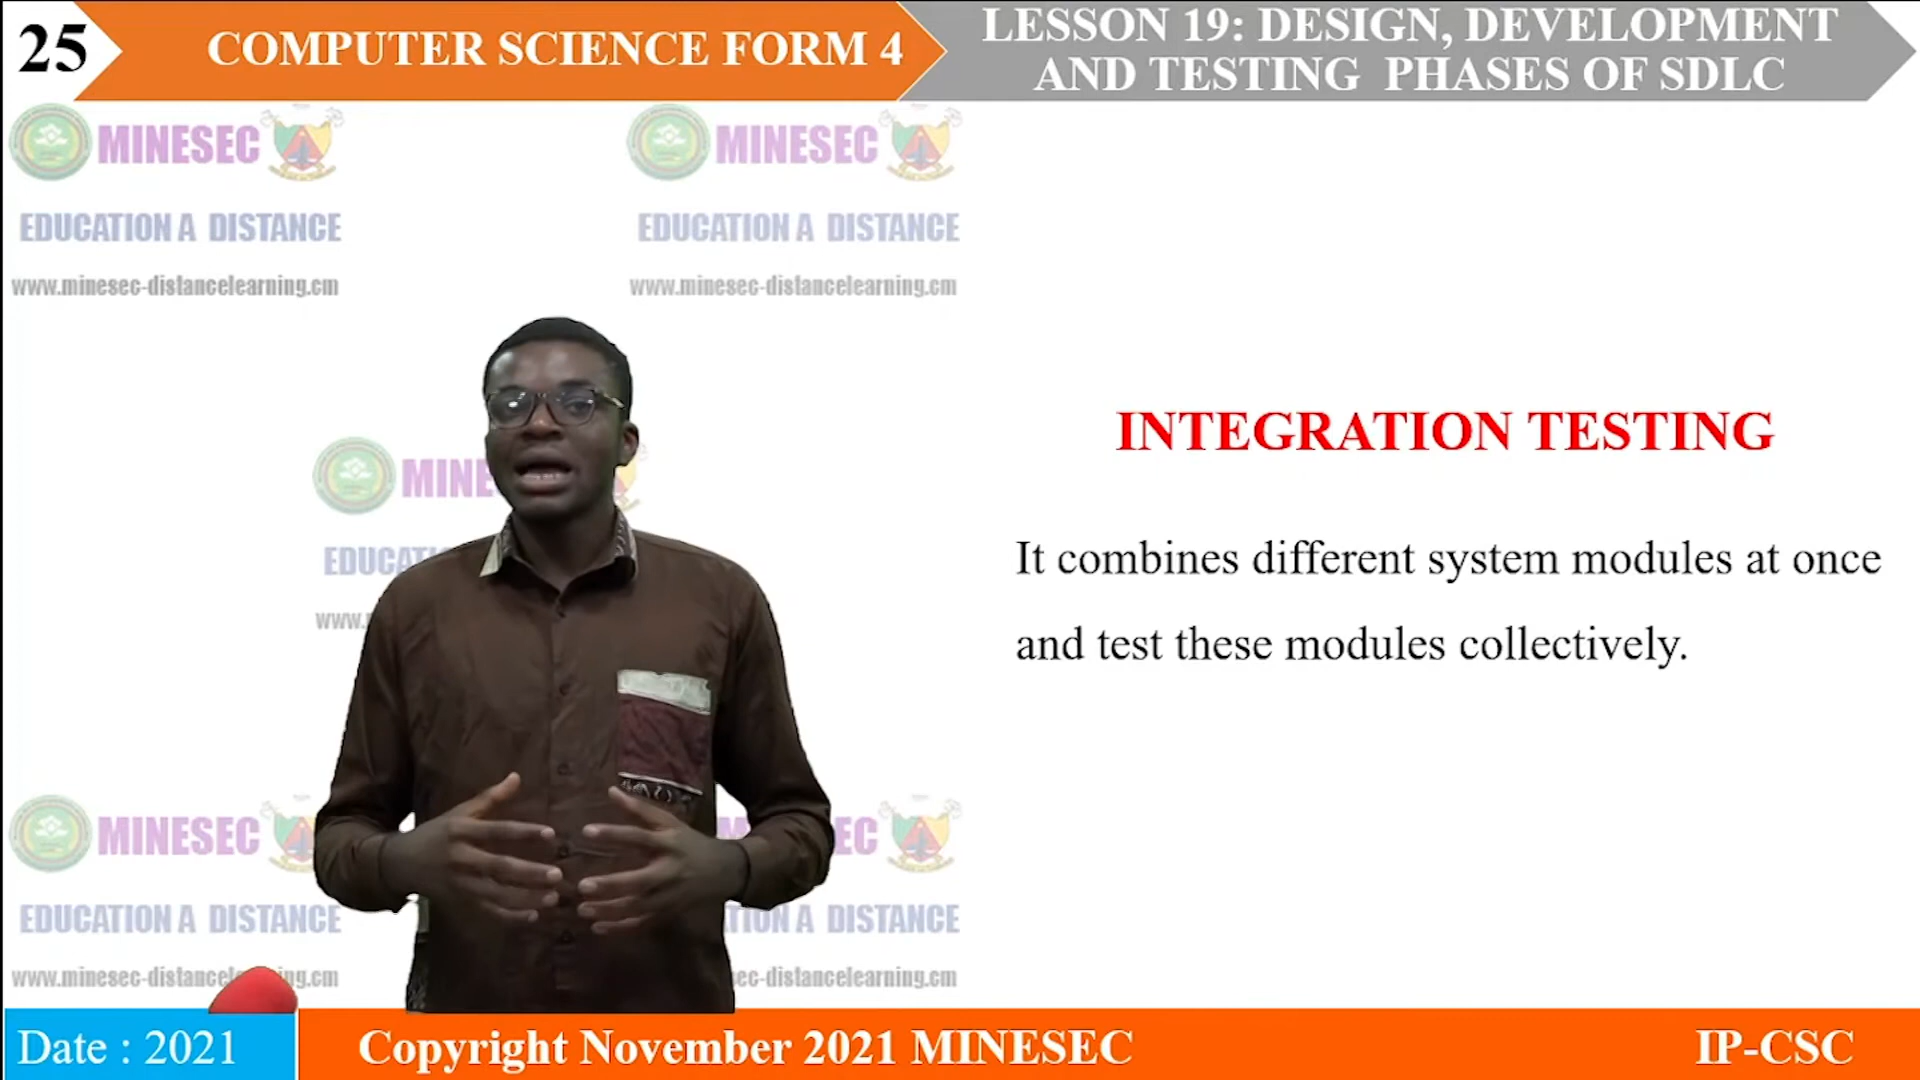 25
COMPUTER SCIENCE FORM 4
LESSON 19: DESIGN, DEVELOPMENT
AND TESTING PHASES OF SDLC
MINESEC
EDUCATION A DISTANCE
www.minesec-distancelearning.cm
MINESEC
EDUCATION A DISTANCE
www.minesec-distancelearning.cm
INTEGRATION TESTING
It combines different system modules at once
and test these modules collectively.
MINESEC
EDUCATION A DISTANCE
EDUCATION A DISTANCE
Date : 2021
Copyright November 2021 MINESEC
IP-CSC